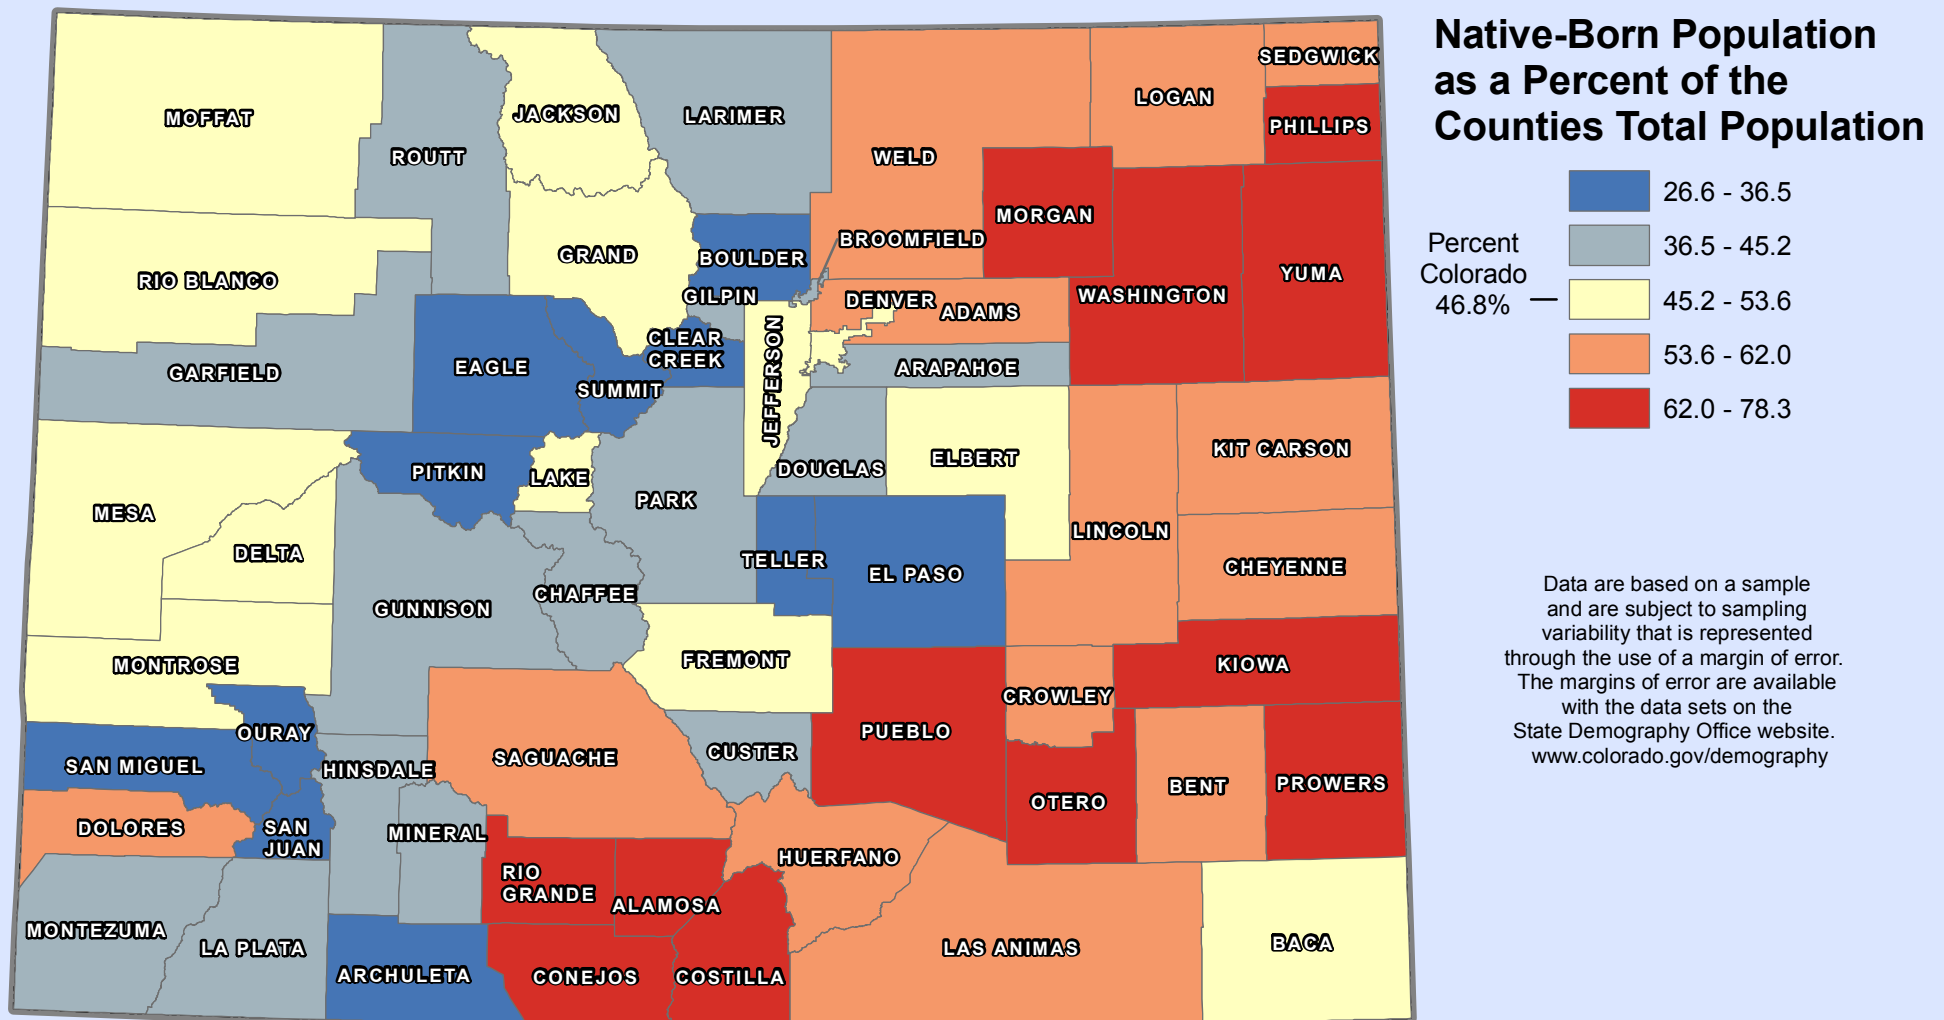 Native-Born Population
as a Percent of the
Counties Total Population
26.6 - 36.5
36.5 - 45.2
Percent
Colorado
46.8%
45.2 - 53.6
53.6 - 62.0
62.0 - 78.3
Data are based on a sample
and are subject to sampling
variability that is represented
through the use of a margin of error.
The margins of error are available
with the data sets on the
State Demography Office website.
www.colorado.gov/demography
SEDGWICK
LOGAN
PHILLIPS
MOFFAT
JACKSON
LARIMER
ROUTT
WELD
MORGAN
BROOMFIELD
GRAND
BOULDER
YUMA
RIO BLANCO
GILPIN
WASHINGTON
DENVER
ADAMS
CLEAR
CREEK
JEFFERSON
EAGLE
ARAPAHOE
GARFIELD
SUMMIT
KIT CARSON
ELBERT
DOUGLAS
PITKIN
LAKE
PARK
MESA
LINCOLN
DELTA
TELLER
EL PASO
CHEYENNE
CHAFFEE
GUNNISON
MONTROSE
FREMONT
KIOWA
CROWLEY
OURAY
PUEBLO
CUSTER
SAGUACHE
SAN MIGUEL
HINSDALE
BENT
PROWERS
OTERO
DOLORES
SAN
JUAN
MINERAL
HUERFANO
RIO
GRANDE
ALAMOSA
MONTEZUMA
LA PLATA
LAS ANIMAS
BACA
ARCHULETA
CONEJOS
COSTILLA